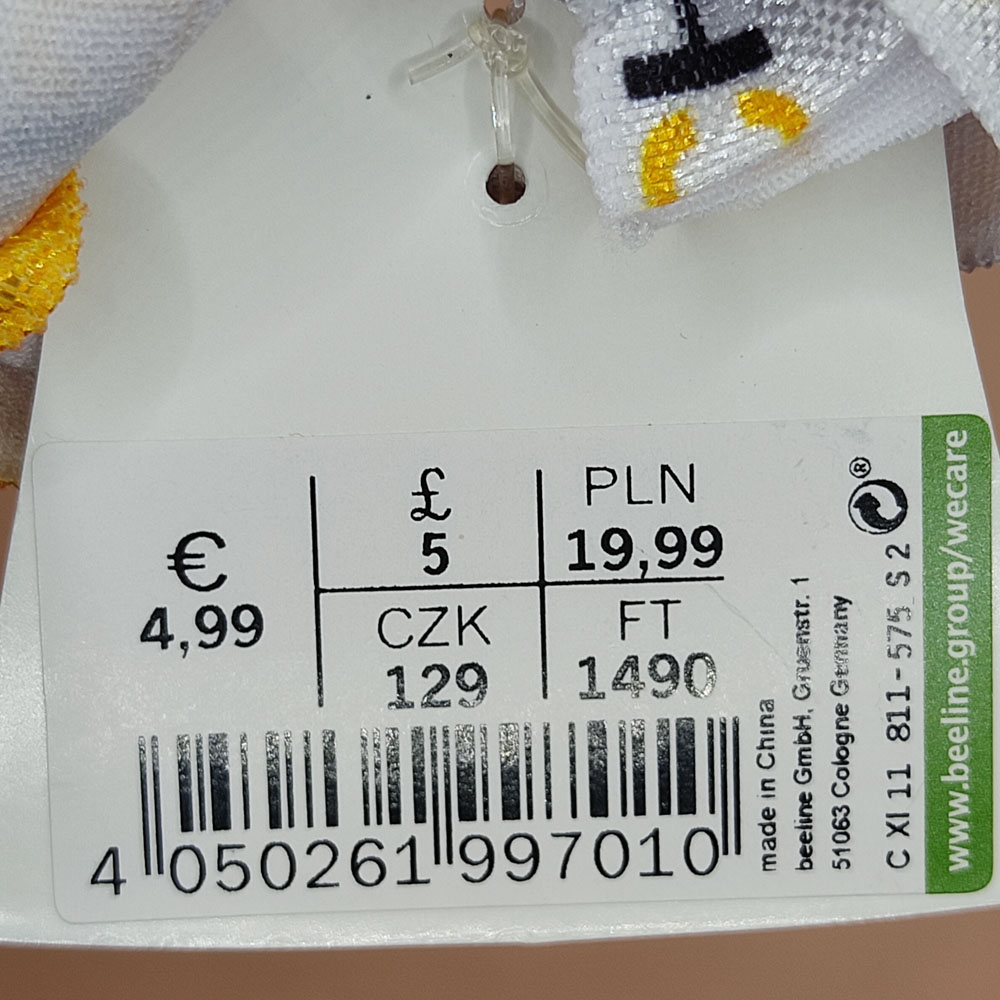 €
4,99
£
5
PLN
19,99
CZK
129
FT
1490
4 050261 997010
made in China
beeline GmbH, Gruenstr. 1
51063 Cologne Germany
C XI 11 811-575 S 2
®
www.beeline.group/wecare